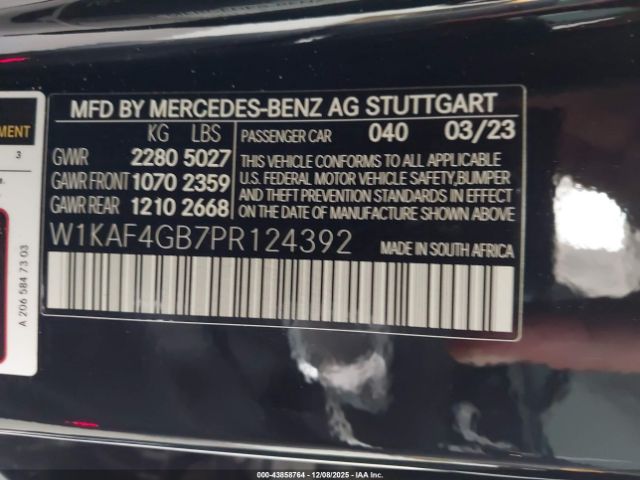 MFD BY MERCEDES-BENZ AG STUTTGART
KG LBS PASSENGER CAR 040 03/23
GVWR 2280 5027
GAWR FRONT 1070 2359
GAWR REAR 1210 2668
THIS VEHICLE CONFORMS TO ALL APPLICABLE
U.S. FEDERAL MOTOR VEHICLE SAFETY,BUMPER
AND THEFT PREVENTION STANDARDS IN EFFECT
ON THE DATE OF MANUFACTURE SHOWN ABOVE
W1KAF4GB7PR124392 MADE IN SOUTH AFRICA
MENT
3
A 206 584 73 03
00-43858764 - 12/08/2025 - IAA Inc.